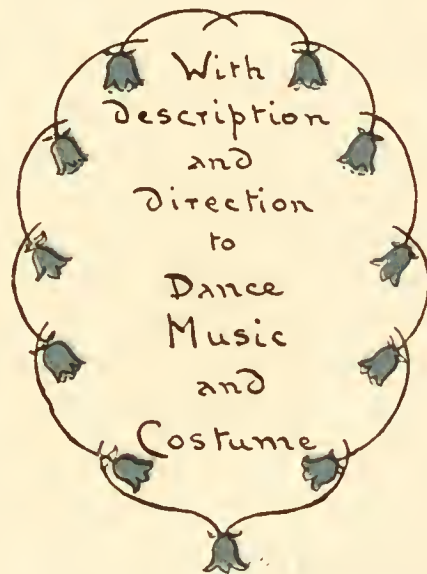 With
description
and
direction
to
Dance
Music
and
Costume